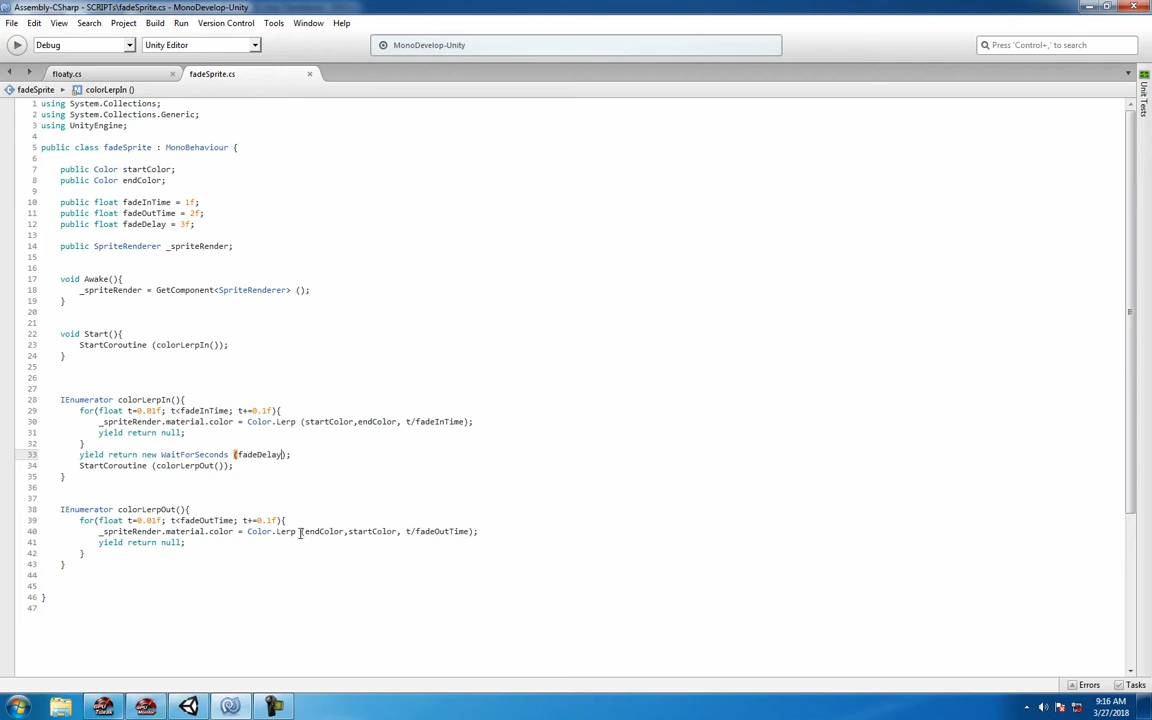 Assembly-CSharp - SCRIPTs\fadeSprite.cs - MonoDevelop-Unity
File Edit View Search Project Build Run Version Control Tools Window Help
Debug Unity Editor MonoDevelop-Unity Press 'Control+,' to search
floaty.cs fadeSprite.cs
fadeSprite colorLerpIn ()
Unit Tests
1 using System.Collections;
2 using System.Collections.Generic;
3 using UnityEngine;
4
5 public class fadeSprite : MonoBehaviour {
6
7 public Color startColor;
8 public Color endColor;
9
10 public float fadeInTime = 1f;
11 public float fadeOutTime = 2f;
12 public float fadeDelay = 3f;
13
14 public SpriteRenderer _spriteRender;
15
16
17 void Awake(){
18 _spriteRender = GetComponent<SpriteRenderer> ();
19 }
20
21
22 void Start(){
23 StartCoroutine (colorLerpIn());
24 }
25
26
27
28 IEnumerator colorLerpIn(){
29 for(float t=0.01f; t<fadeInTime; t+=0.1f){
30 _spriteRender.material.color = Color.Lerp (startColor,endColor, t/fadeInTime);
31 yield return null;
32 }
33 yield return new WaitForSeconds (fadeDelay);
34 StartCoroutine (colorLerpOut());
35 }
36
37
38 IEnumerator colorLerpOut(){
39 for(float t=0.01f; t<fadeOutTime; t+=0.1f){
40 _spriteRender.material.color = Color.Lerp (endColor,startColor, t/fadeOutTime);
41 yield return null;
42 }
43 }
44
45
46 }
47
Errors Tasks
9:16 AM
3/27/2018